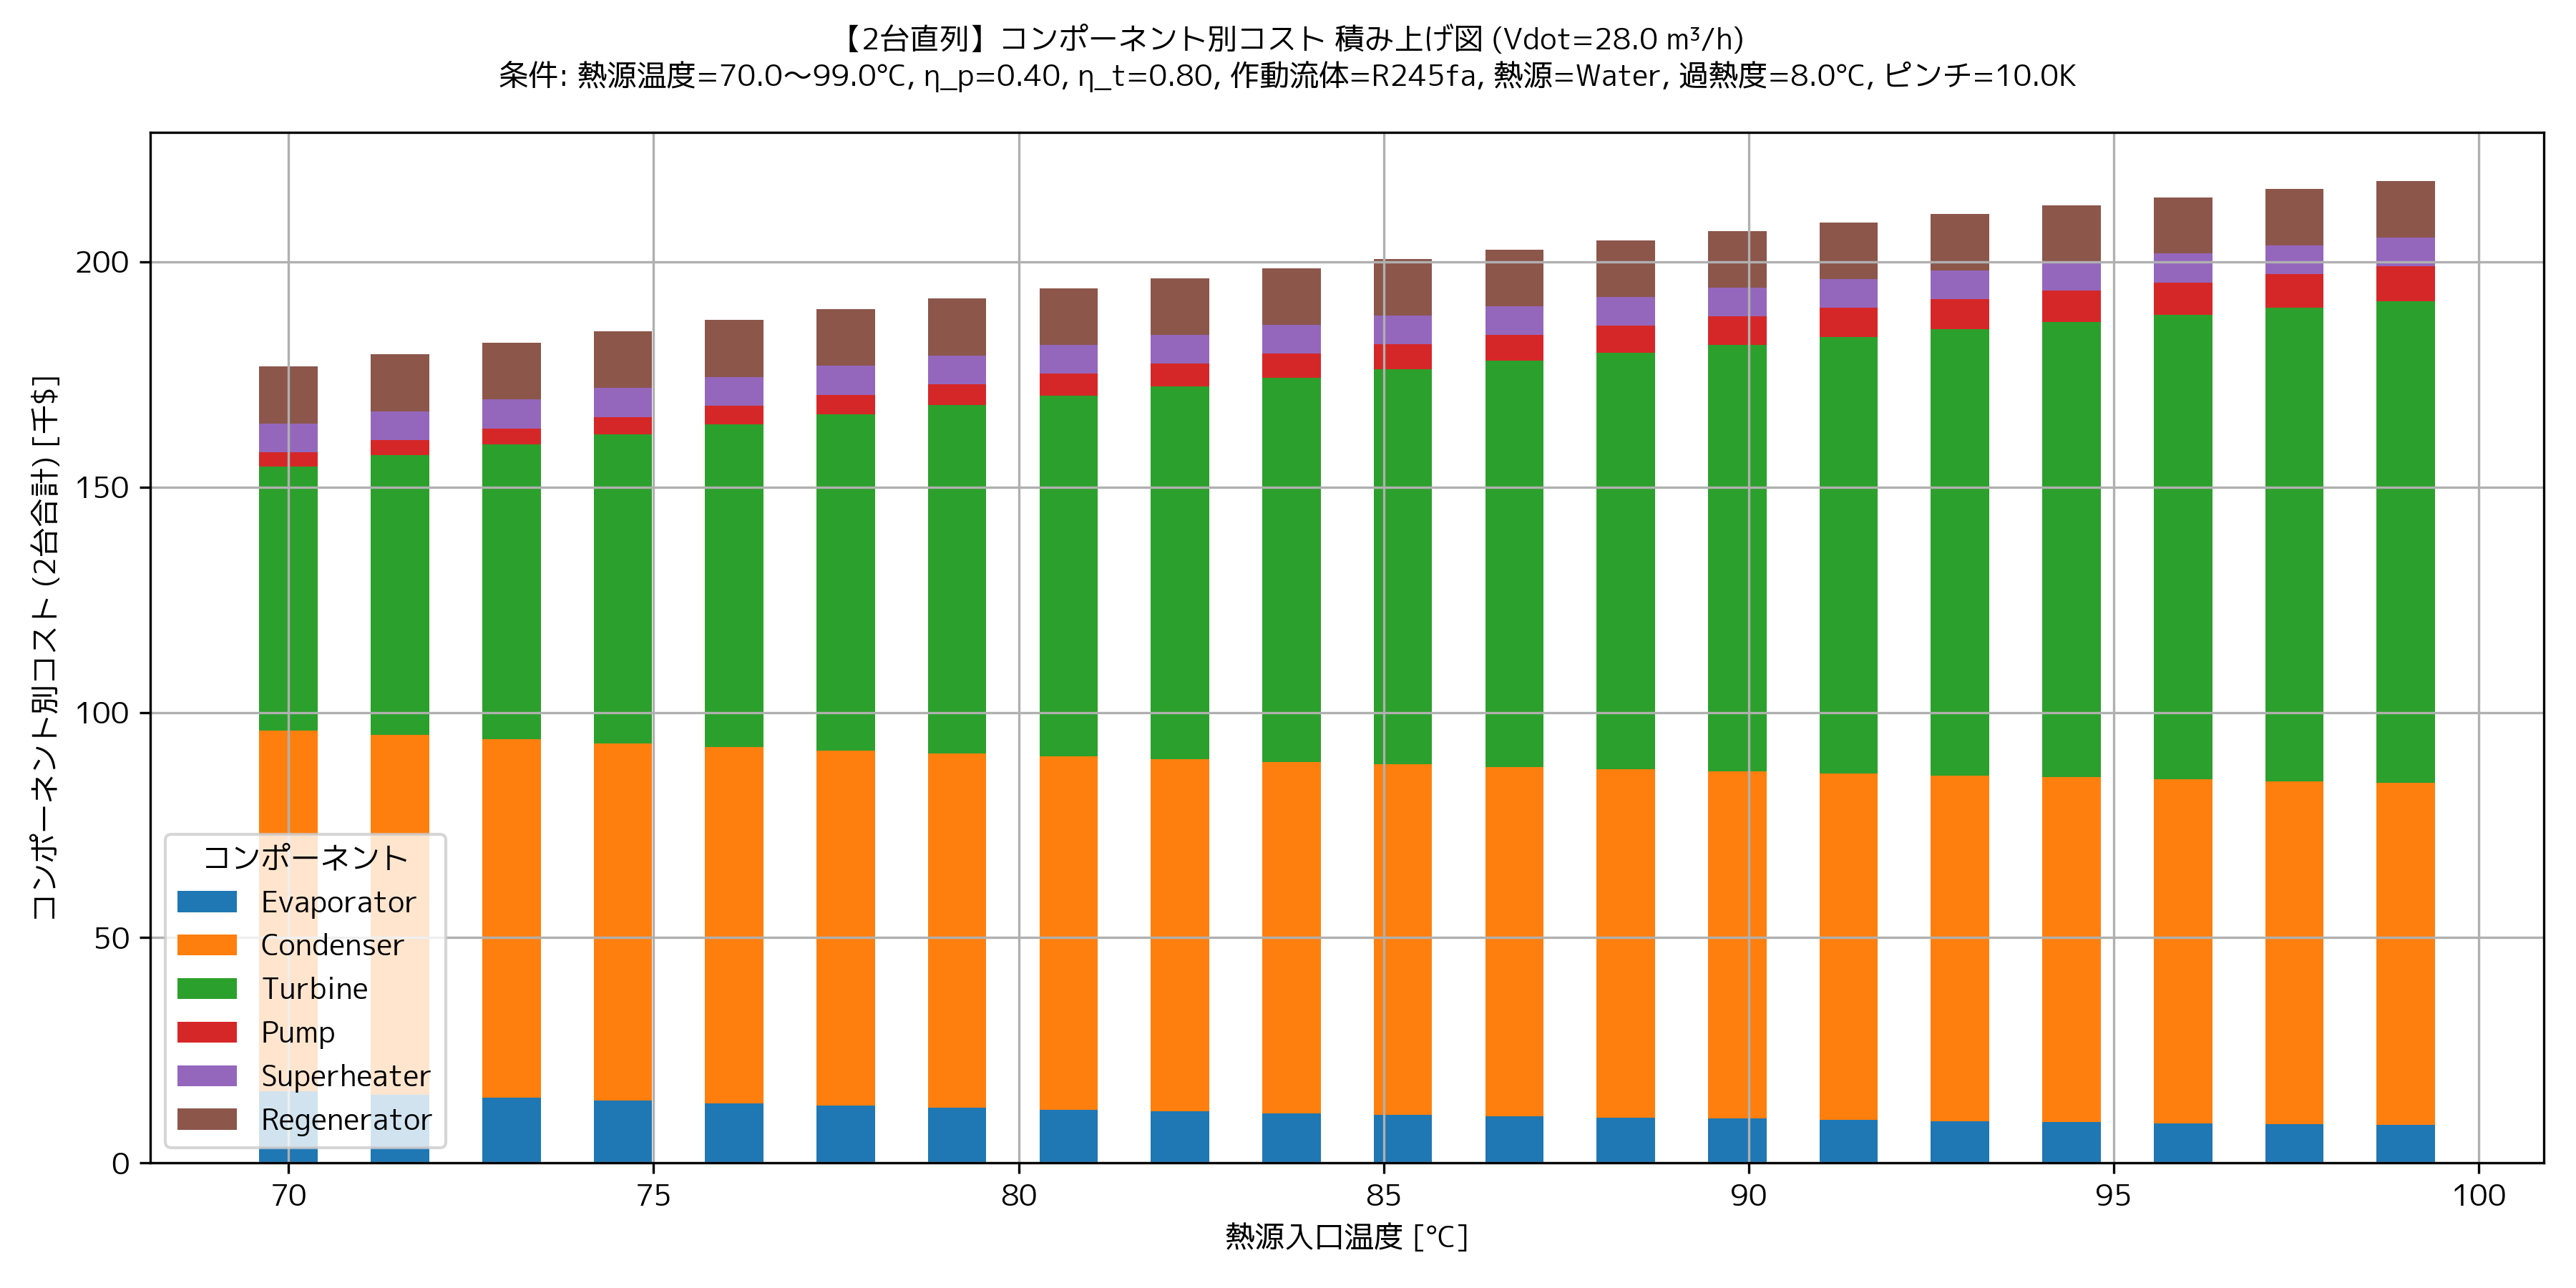 【2台直列】コンポーネント別コスト 積み上げ図 (Vdot=28.0 m³/h)
条件: 熱源温度=70.0～99.0℃, η_p=0.40, η_t=0.80, 作動流体=R245fa, 熱源=Water, 過熱度=8.0℃, ピンチ=10.0K
コンポーネント別コスト (2台合計) [千$]
200
150
100
50
0
コンポーネント
Evaporator
Condenser
Turbine
Pump
Superheater
Regenerator
70
75
80
85
90
95
100
熱源入口温度 [℃]